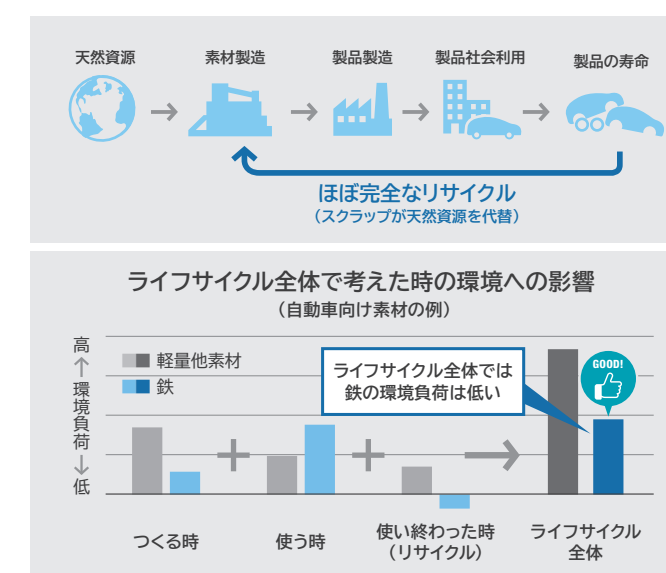 天然資源
素材製造
製品製造
製品社会利用
製品の寿命
ほぼ完全なリサイクル
（スクラップが天然資源を代替）
ライフサイクル全体で考えた時の環境への影響
（自動車向け素材の例）
高
↑
環境負荷
↓
低
軽量他素材
鉄
ライフサイクル全体では
鉄の環境負荷は低い
GOOD!
つくる時
使う時
使い終わった時
（リサイクル）
ライフサイクル
全体